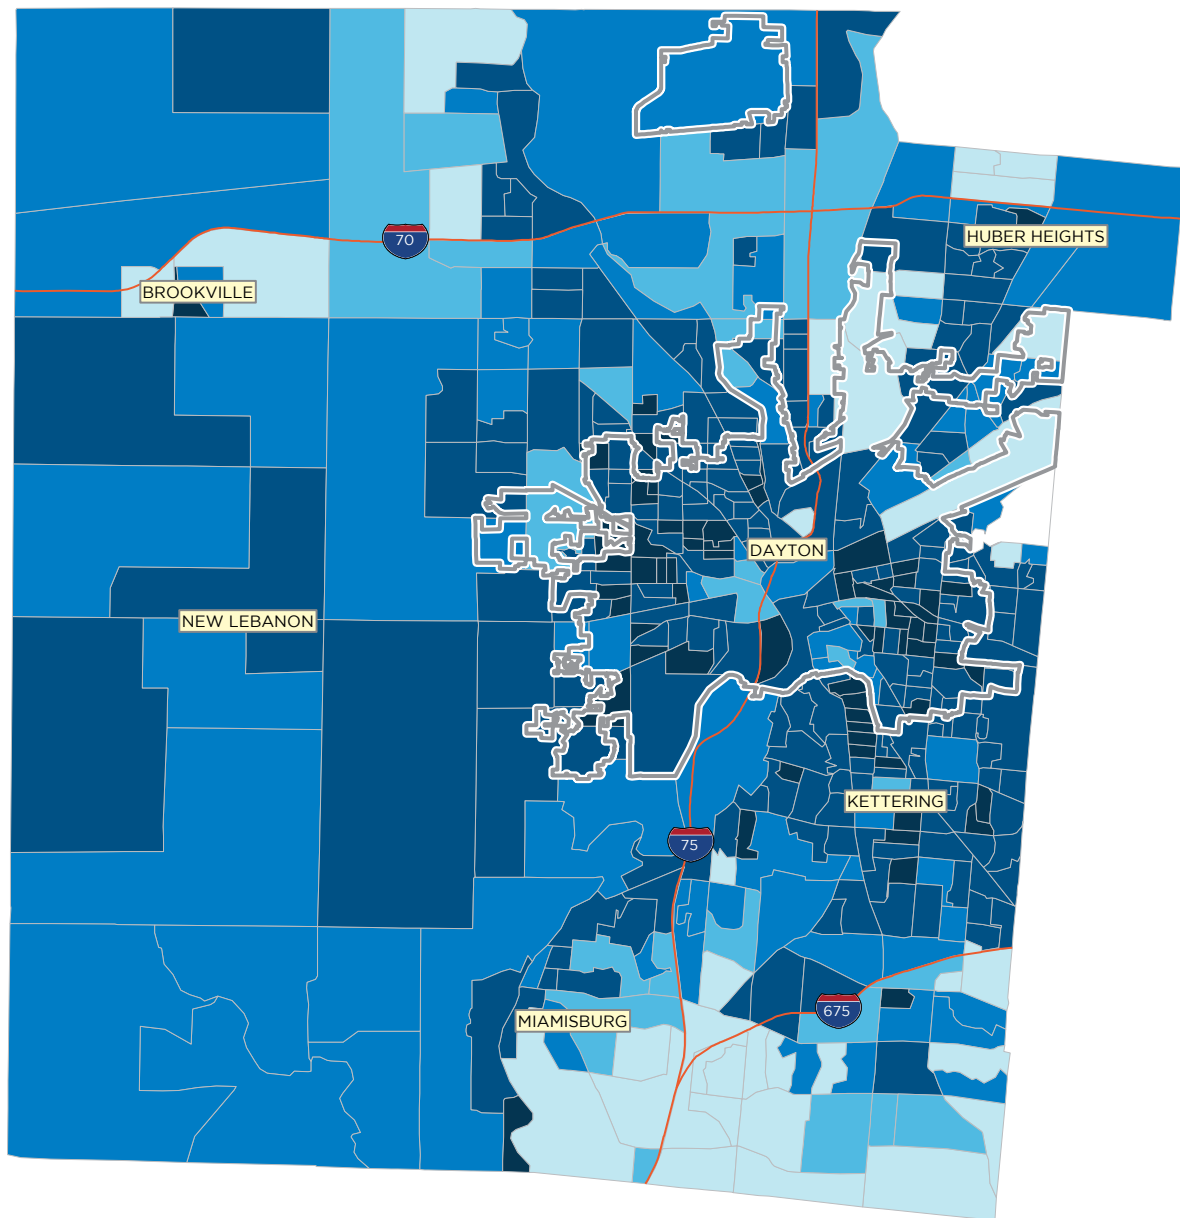 HUBER HEIGHTS
70
BROOKVILLE
DAYTON
NEW LEBANON
KETTERING
75
675
MIAMISBURG